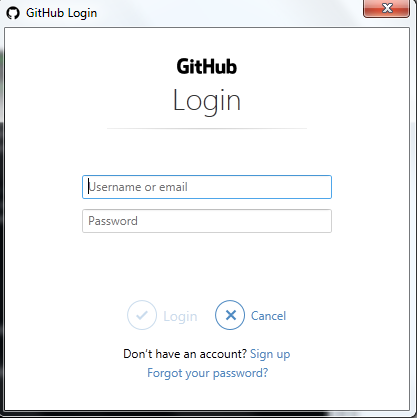 GitHub Login
GitHub
Login
Username or email
Password
Login Cancel
Don't have an account? Sign up
Forgot your password?